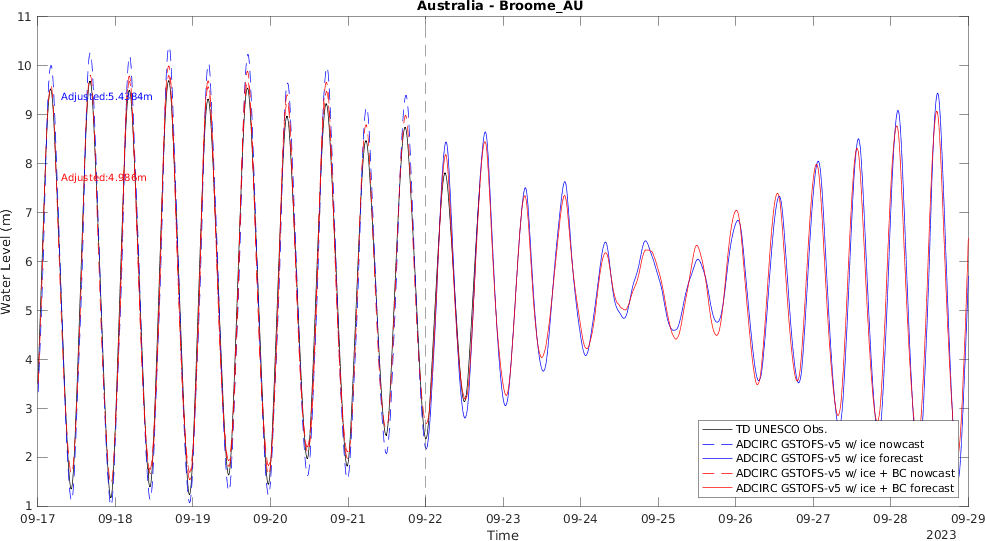 Australia - Broome_AU
Water Level (m)
11
10
9
8
7
6
5
4
3
2
1
Adjusted:5.4384m
Adjusted:4.986m
TD UNESCO Obs.
ADCIRC GSTOFS-v5 w/ ice nowcast
ADCIRC GSTOFS-v5 w/ ice forecast
ADCIRC GSTOFS-v5 w/ ice + BC nowcast
ADCIRC GSTOFS-v5 w/ ice + BC forecast
09-17 09-18 09-19 09-20 09-21 09-22 09-23 09-24 09-25 09-26 09-27 09-28 09-29
Time
2023